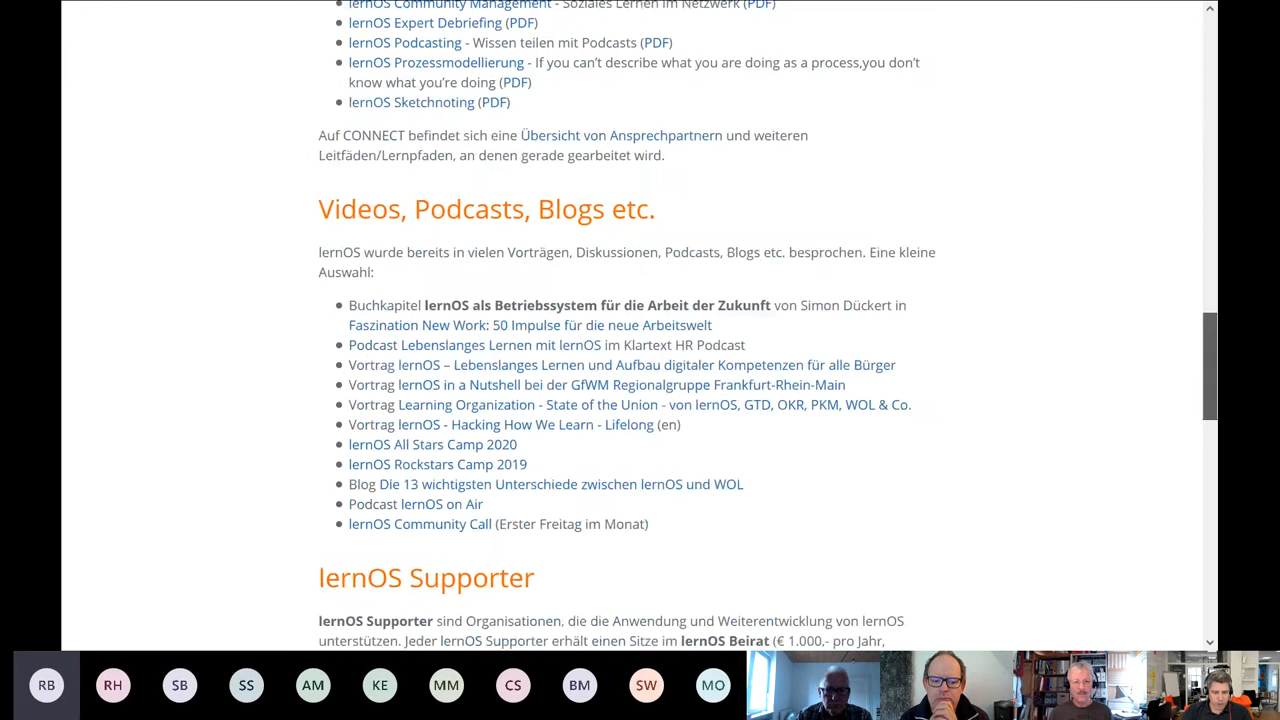 lernOS Community Management - Soziales Lernen im Netzwerk (PDF)
lernOS Expert Debriefing (PDF)
lernOS Podcasting - Wissen teilen mit Podcasts (PDF)
lernOS Prozessmodellierung - If you can’t describe what you are doing as a process,you don’t
know what you’re doing (PDF)
lernOS Sketchnoting (PDF)
Auf CONNECT befindet sich eine Übersicht von Ansprechpartnern und weiteren
Leitfäden/Lernpfaden, an denen gerade gearbeitet wird.
Videos, Podcasts, Blogs etc.
lernOS wurde bereits in vielen Vorträgen, Diskussionen, Podcasts, Blogs etc. besprochen. Eine kleine
Auswahl:
Buchkapitel lernOS als Betriebssystem für die Arbeit der Zukunft von Simon Dückert in
Faszination New Work: 50 Impulse für die neue Arbeitswelt
Podcast Lebenslanges Lernen mit lernOS im Klartext HR Podcast
Vortrag lernOS – Lebenslanges Lernen und Aufbau digitaler Kompetenzen für alle Bürger
Vortrag lernOS in a Nutshell bei der GfWM Regionalgruppe Frankfurt-Rhein-Main
Vortrag Learning Organization - State of the Union - von lernOS, GTD, OKR, PKM, WOL & Co.
Vortrag lernOS - Hacking How We Learn - Lifelong (en)
lernOS All Stars Camp 2020
lernOS Rockstars Camp 2019
Blog Die 13 wichtigsten Unterschiede zwischen lernOS und WOL
Podcast lernOS on Air
lernOS Community Call (Erster Freitag im Monat)
lernOS Supporter
lernOS Supporter sind Organisationen, die die Anwendung und Weiterentwicklung von lernOS
unterstützen. Jeder lernOS Supporter erhält einen Sitze im lernOS Beirat (€ 1.000,- pro Jahr,
RB RH SB SS AM KE MM CS BM SW MO